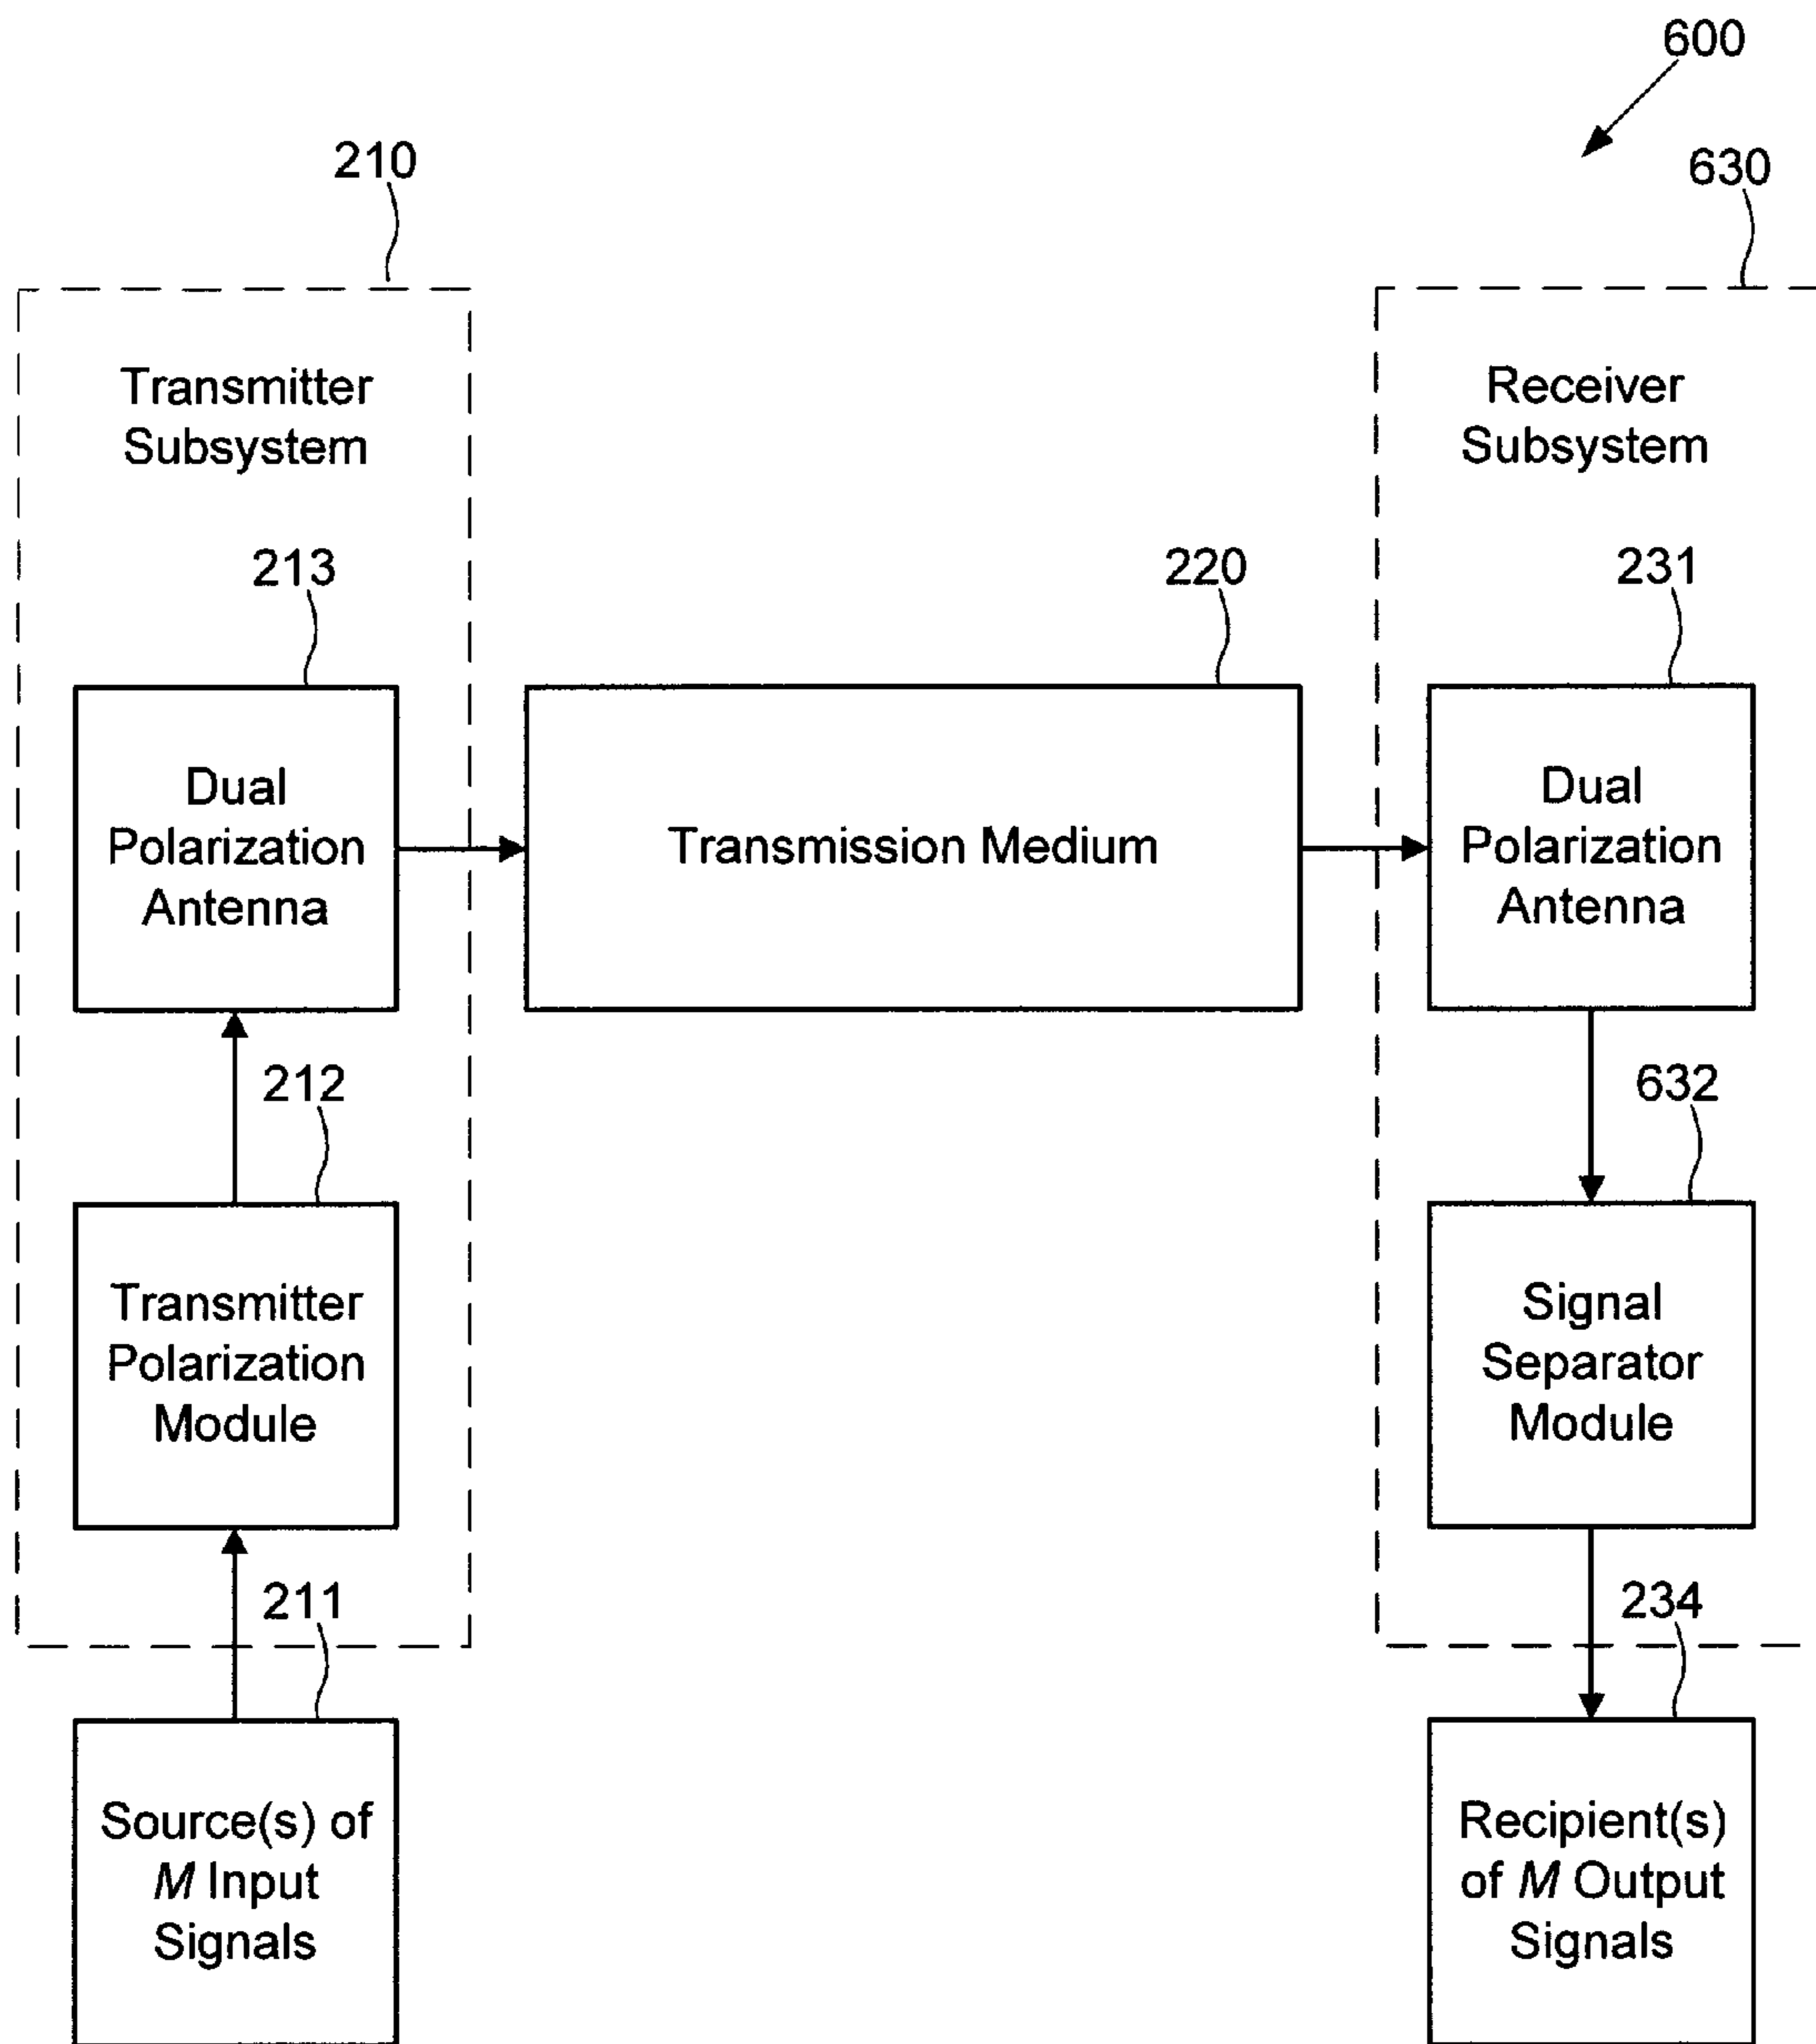 600
210
630
Transmitter
Subsystem
Receiver
Subsystem
213
220
231
Dual
Polarization
Antenna
Transmission Medium
Dual
Polarization
Antenna
212
632
Transmitter
Polarization
Module
Signal
Separator
Module
211
234
Source(s) of
M Input
Signals
Recipient(s)
of M Output
Signals